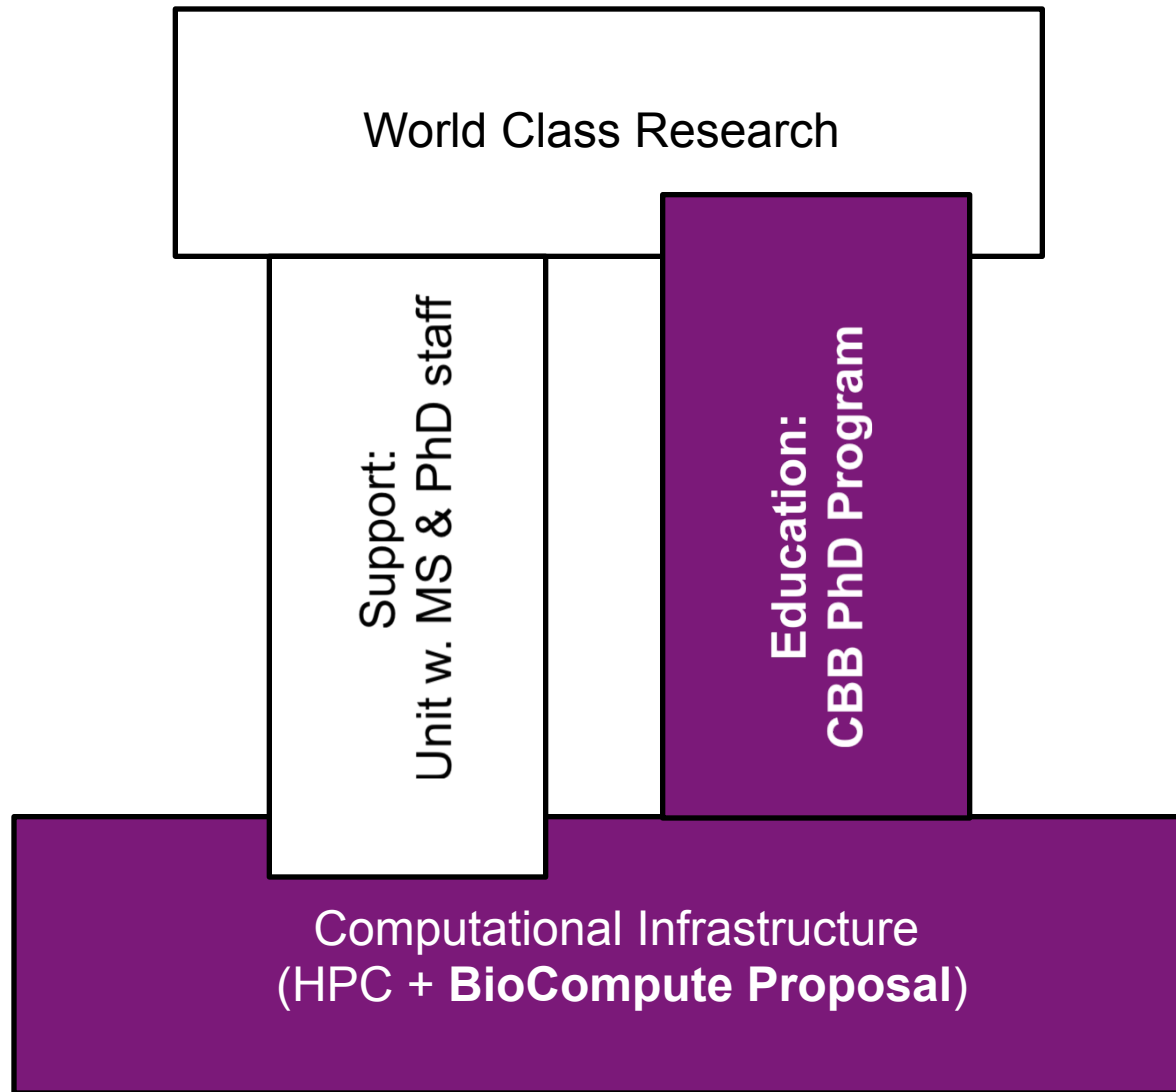 World Class Research
Support:
Unit w. MS & PhD staff
Education:
CBB PhD Program
Computational Infrastructure
(HPC + BioCompute Proposal)